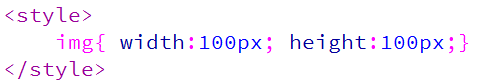 <style>
img{ width:100px; height:100px;}
</style>